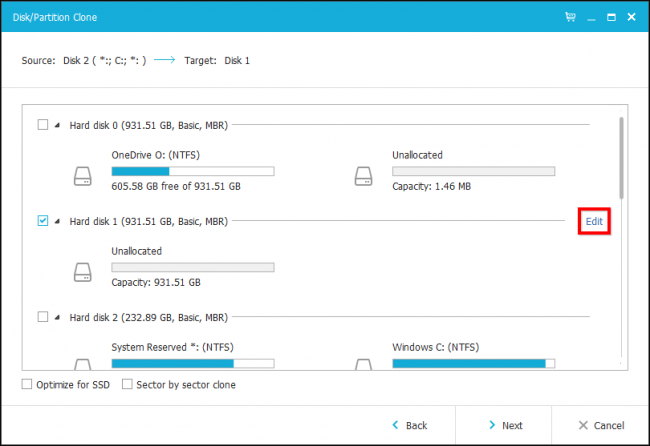 Disk/Partition Clone
Source: Disk 2 ( *:; C:; *: ) Target: Disk 1
Hard disk 0 (931.51 GB, Basic, MBR)
OneDrive O: (NTFS) Unallocated
605.58 GB free of 931.51 GB Capacity: 1.46 MB
Hard disk 1 (931.51 GB, Basic, MBR) Edit
Unallocated
Capacity: 931.51 GB
Hard disk 2 (232.89 GB, Basic, MBR)
System Reserved *: (NTFS) Windows C: (NTFS)
Optimize for SSD Sector by sector clone
Back Next Cancel